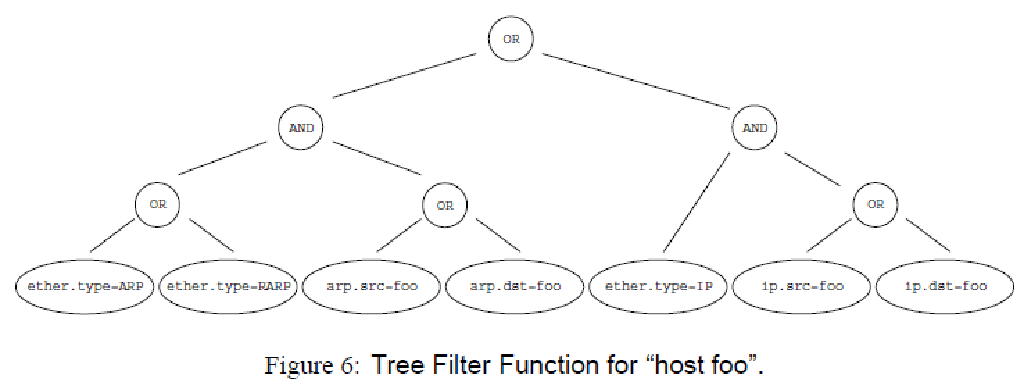 OR
AND AND
OR OR OR
ether.type=ARP ether.type=RARP arp.src=foo arp.dst=foo ether.type=IP ip.src=foo ip.dst=foo
Figure 6: Tree Filter Function for “host foo”.